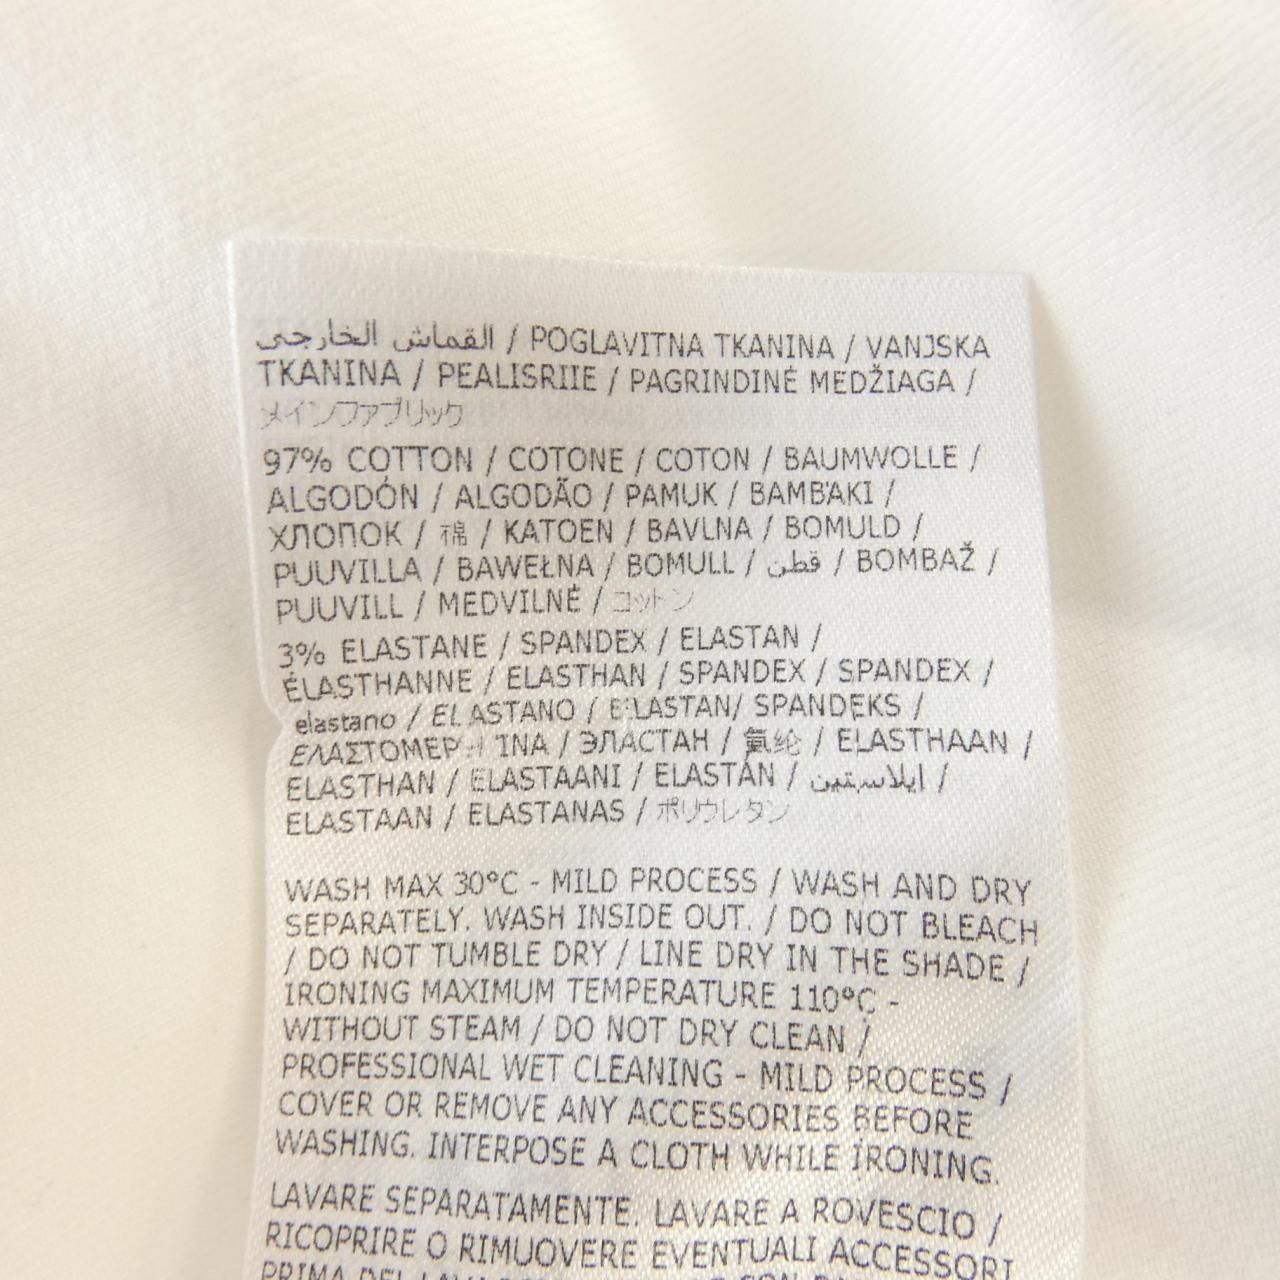 القماش الخارجي / POGLAVITNA TKANINA / VANJSKA
TKANINA / PEALISRIIE / PAGRINDINĖ MEDŽIAGA /
メインファブリック
97% COTTON / COTONE / COTON / BAUMWOLLE /
ALGODÓN / ALGODÃO / PAMUK / BAMBAKI /
ХЛОПОК / 棉 / KATOEN / BAVLNA / BOMULD /
PUUVILLA / BAWEŁNA / BOMULL / قطن / BOMBAŽ /
PUUVILL / MEDVILNĖ / コットン
3% ELASTANE / SPANDEX / ELASTAN /
ÉLASTHANNE / ELASTHAN / SPANDEX / SPANDEX /
elastano / ELASTANO / ELASTAN/ SPANDEKS /
ΙΝΑ / ЭЛАСТАН / 氨纶 / ELASTHAAN /
ELASTHAN / ELASTAANI / ELASTÁN / ايلاستين /
ELASTAAN / ELASTANAS / ポリウレタン
WASH MAX 30°C - MILD PROCESS / WASH AND DRY
SEPARATELY. WASH INSIDE OUT. / DO NOT BLEACH
/ DO NOT TUMBLE DRY / LINE DRY IN THE SHADE /
IRONING MAXIMUM TEMPERATURE 110°C -
WITHOUT STEAM / DO NOT DRY CLEAN /
PROFESSIONAL WET CLEANING - MILD PROCESS /
COVER OR REMOVE ANY ACCESSORIES BEFORE
WASHING. INTERPOSE A CLOTH WHILE IRONING.
LAVARE SEPARATAMENTE. LAVARE A ROVESCIO /
RICOPRIRE O RIMUOVERE EVENTUALI ACCESSORI
PRIMA DEL